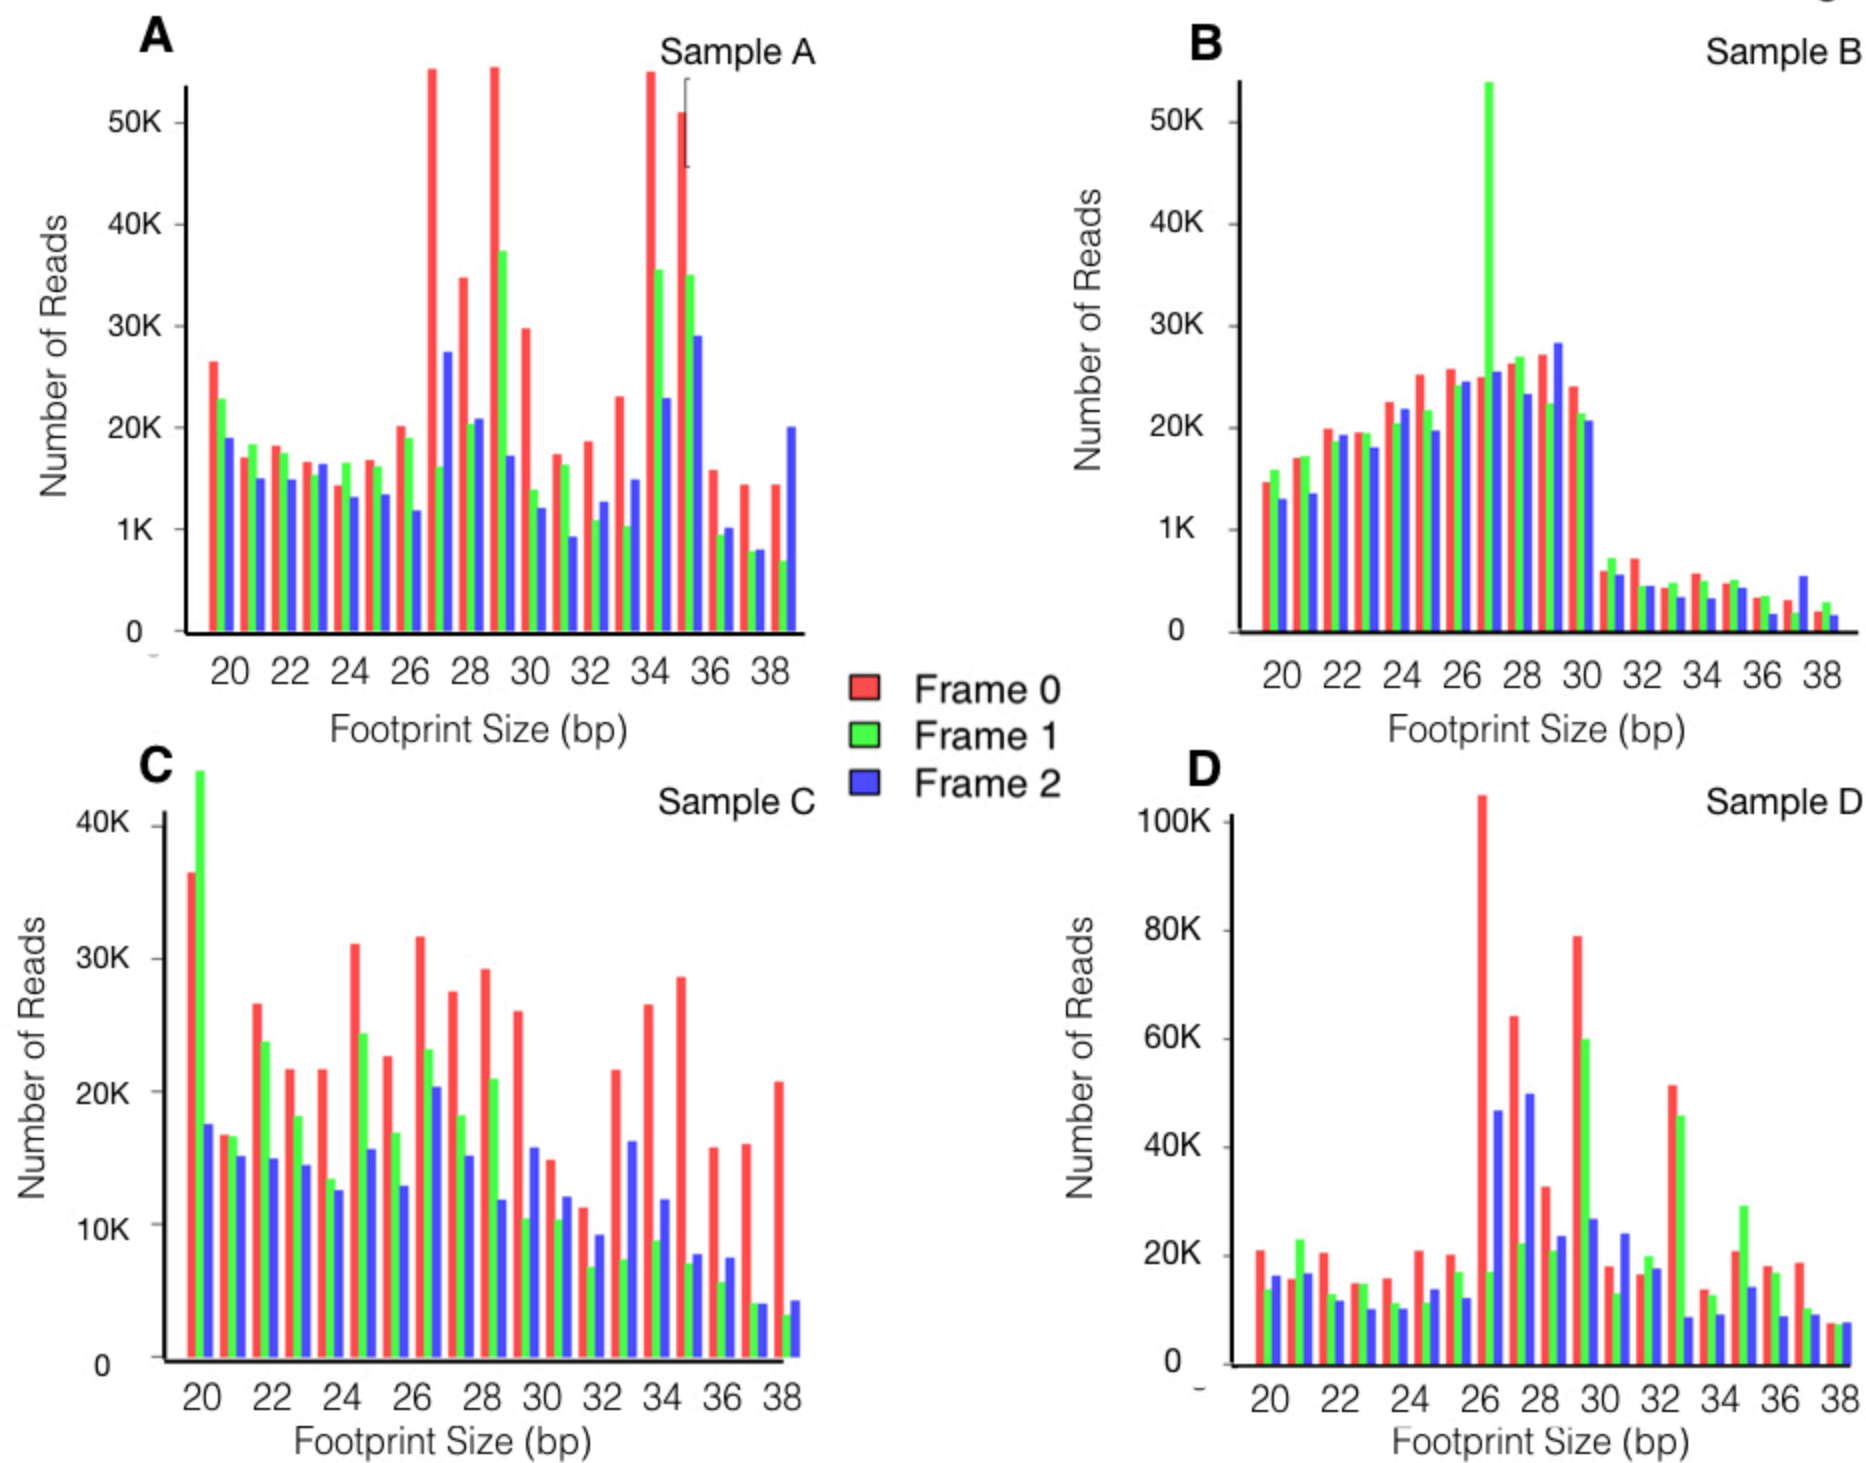 A
Sample A
50K
40K
30K
20K
1K
0
Number of Reads
20 22 24 26 28 30 32 34 36 38
Footprint Size (bp)
B
Sample B
50K
40K
30K
20K
1K
0
Number of Reads
20 22 24 26 28 30 32 34 36 38
Footprint Size (bp)
Frame 0
Frame 1
Frame 2
C
Sample C
40K
30K
20K
10K
0
Number of Reads
20 22 24 26 28 30 32 34 36 38
Footprint Size (bp)
D
Sample D
100K
80K
60K
40K
20K
0
Number of Reads
20 22 24 26 28 30 32 34 36 38
Footprint Size (bp)